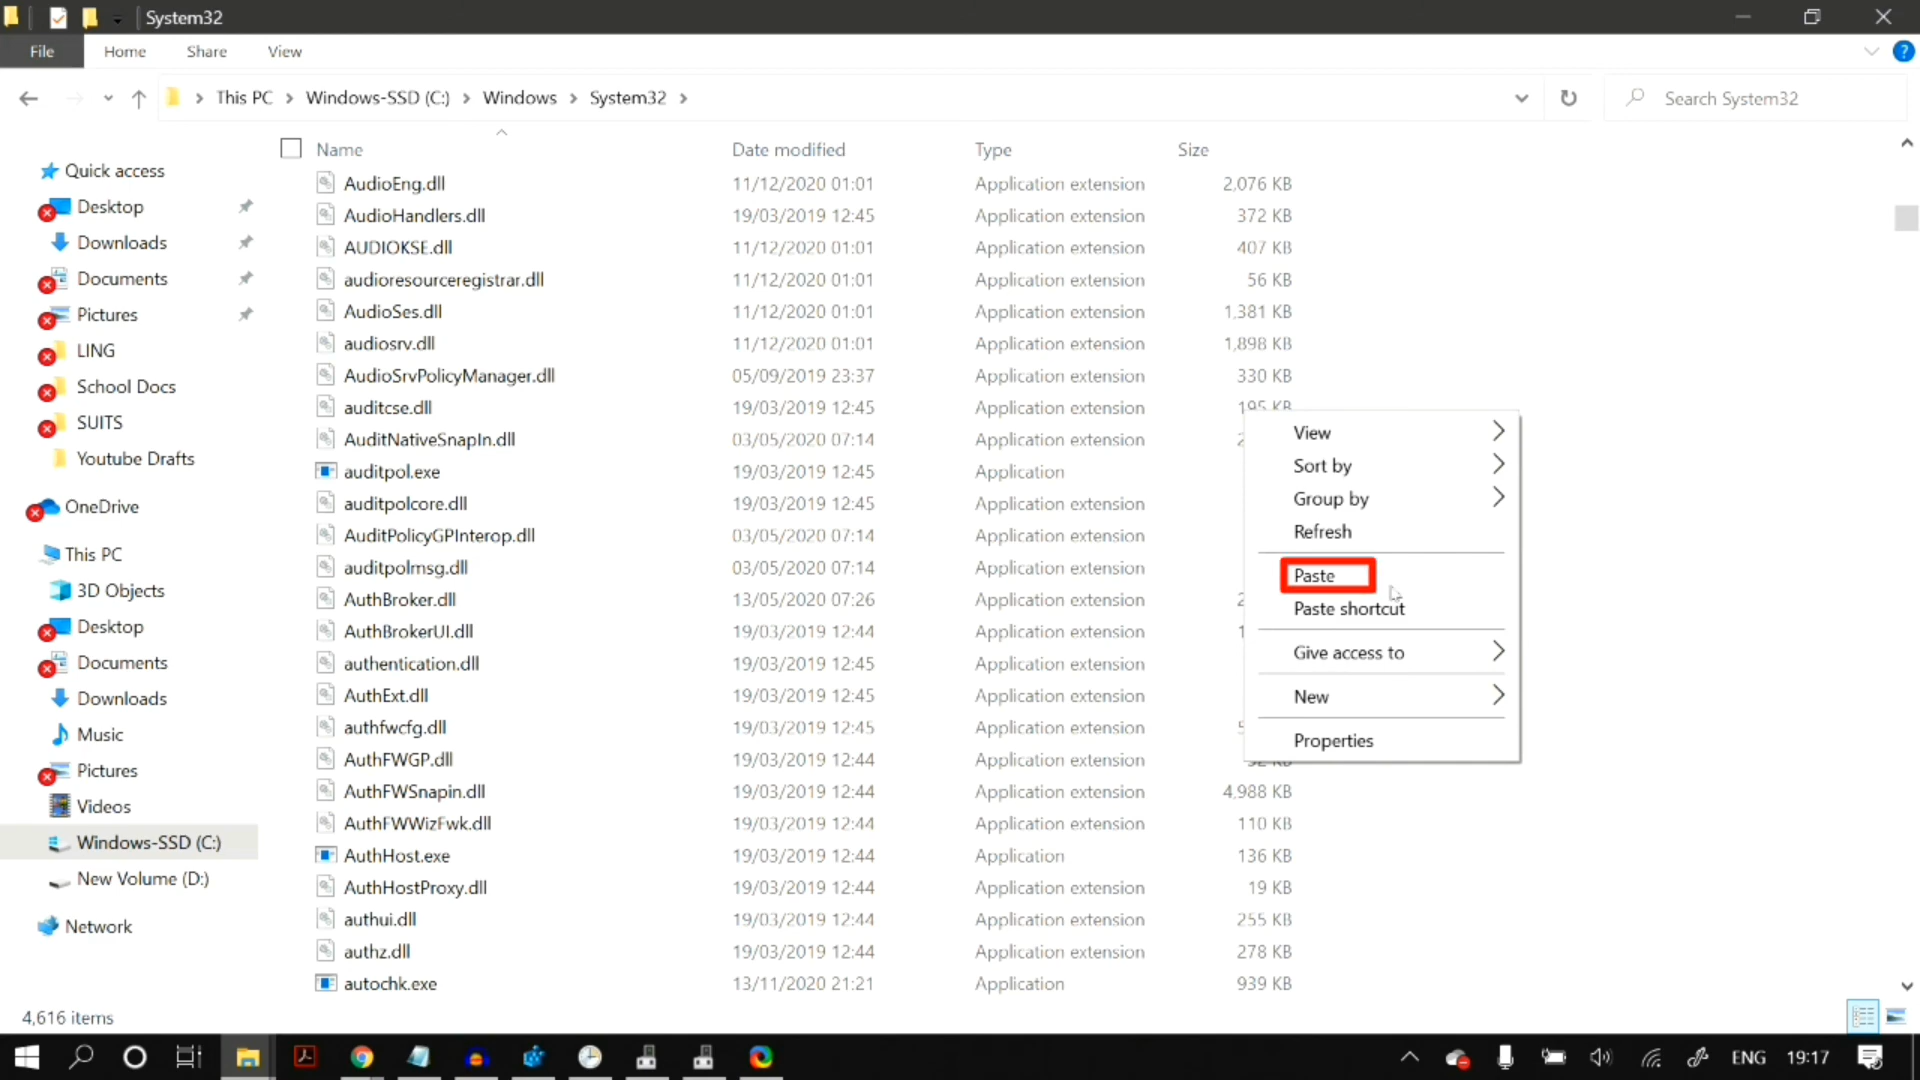 System32
File Home Share View
This PC Windows-SSD (C:) Windows System32
Search System32
Name Date modified Type Size
Quick access
Desktop
Downloads
Documents
Pictures
LING
School Docs
SUITS
Youtube Drafts
OneDrive
This PC
3D Objects
Desktop
Documents
Downloads
Music
Pictures
Videos
Windows-SSD (C:)
New Volume (D:)
Network
AudioEng.dll 11/12/2020 01:01 Application extension 2,076 KB
AudioHandlers.dll 19/03/2019 12:45 Application extension 372 KB
AUDIOKSE.dll 11/12/2020 01:01 Application extension 407 KB
audioresourceregistrar.dll 11/12/2020 01:01 Application extension 56 KB
AudioSes.dll 11/12/2020 01:01 Application extension 1,381 KB
audiosrv.dll 11/12/2020 01:01 Application extension 1,898 KB
AudioSrvPolicyManager.dll 05/09/2019 23:37 Application extension 330 KB
auditcse.dll 19/03/2019 12:45 Application extension 195 KB
AuditNativeSnapIn.dll 03/05/2020 07:14 Application extension
auditpol.exe 19/03/2019 12:45 Application
auditpolcore.dll 19/03/2019 12:45 Application extension
AuditPolicyGPInterop.dll 03/05/2020 07:14 Application extension
auditpolmsg.dll 03/05/2020 07:14 Application extension
AuthBroker.dll 13/05/2020 07:26 Application extension
AuthBrokerUI.dll 19/03/2019 12:44 Application extension
authentication.dll 19/03/2019 12:45 Application extension
AuthExt.dll 19/03/2019 12:45 Application extension
authfwcfg.dll 19/03/2019 12:45 Application extension
AuthFWGP.dll 19/03/2019 12:44 Application extension
AuthFWSnapin.dll 19/03/2019 12:44 Application extension 4,988 KB
AuthFWWizFwk.dll 19/03/2019 12:44 Application extension 110 KB
AuthHost.exe 19/03/2019 12:44 Application 136 KB
AuthHostProxy.dll 19/03/2019 12:44 Application extension 19 KB
authui.dll 19/03/2019 12:44 Application extension 255 KB
authz.dll 19/03/2019 12:44 Application extension 278 KB
autochk.exe 13/11/2020 21:21 Application 939 KB
View
Sort by
Group by
Refresh
Paste
Paste shortcut
Give access to
New
Properties
4,616 items
ENG 19:17